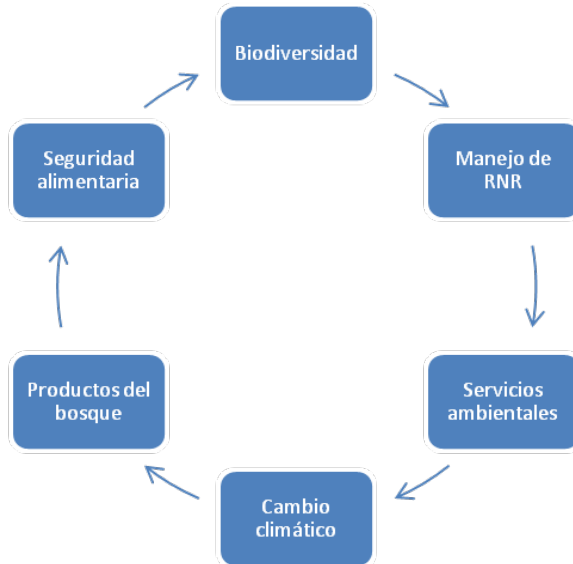 Biodiversidad
Manejo de
RNR
Servicios
ambientales
Cambio
climático
Productos del
bosque
Seguridad
alimentaria